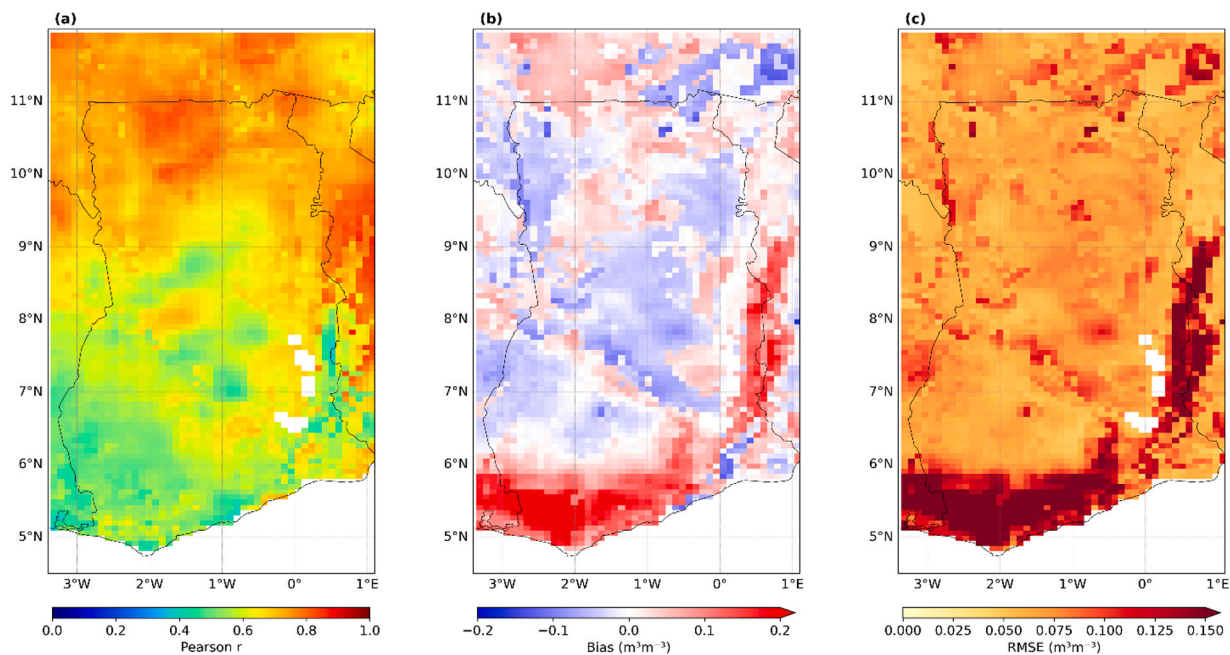 (a)
(b)
(c)
11°N
10°N
9°N
8°N
7°N
6°N
5°N
3°W 2°W 1°W 0° 1°E
0.0 0.2 0.4 0.6 0.8 1.0
Pearson r
11°N
10°N
9°N
8°N
7°N
6°N
5°N
3°W 2°W 1°W 0° 1°E
−0.2 −0.1 0.0 0.1 0.2
Bias (m³m⁻³)
11°N
10°N
9°N
8°N
7°N
6°N
5°N
3°W 2°W 1°W 0° 1°E
0.000 0.025 0.050 0.075 0.100 0.125 0.150
RMSE (m³m⁻³)